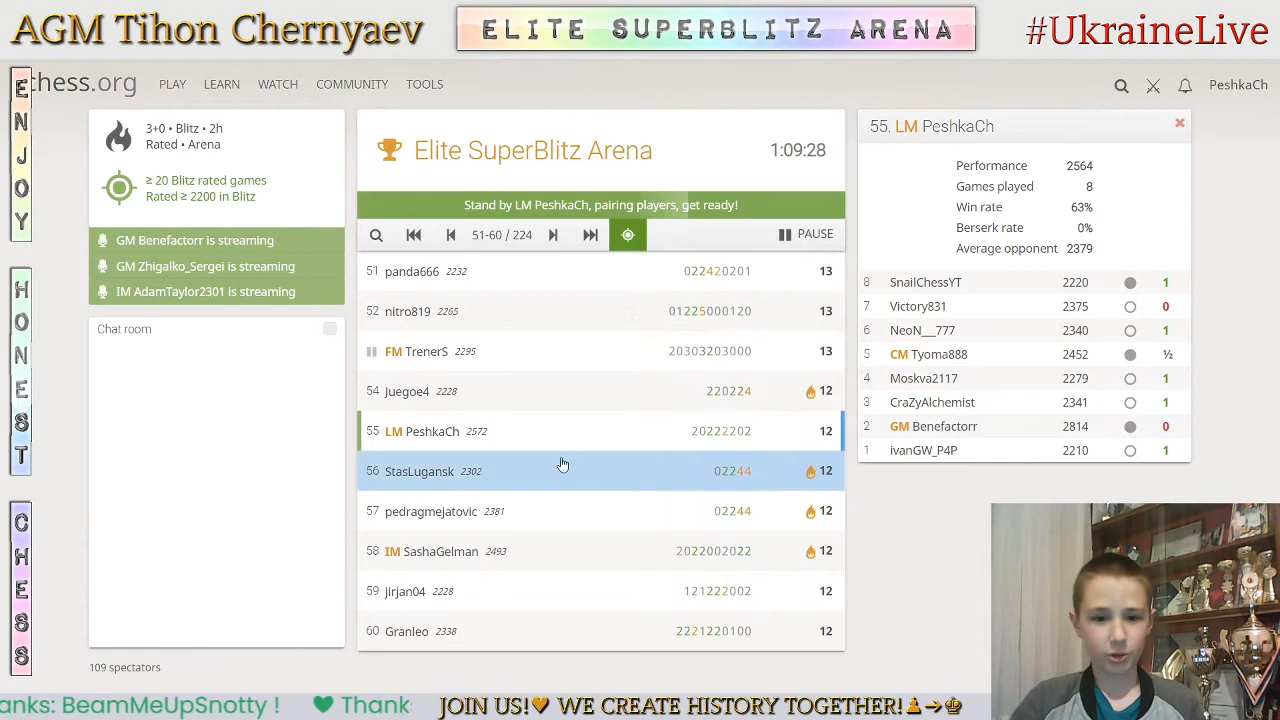 AGM Tihon Chernyaev
ELITE SUPERBLITZ ARENA
#UkraineLive
ENJOY
HONEST
CHESS
chess.org
PLAY LEARN WATCH COMMUNITY TOOLS
PeshkaCh
3+0 • Blitz • 2h
Rated • Arena
≥ 20 Blitz rated games
Rated ≥ 2200 in Blitz
GM Benefactorr is streaming
GM Zhigalko_Sergei is streaming
IM AdamTaylor2301 is streaming
Chat room
109 spectators
Elite SuperBlitz Arena 1:09:28
Stand by LM PeshkaCh, pairing players, get ready!
51-60 / 224 PAUSE
51 panda666 2232 022420201 13
52 nitro819 2265 01225000120 13
FM TrenerS 2295 20303203000 13
54 Juegoe4 2228 220224 12
55 LM PeshkaCh 2572 20222202 12
56 StasLugansk 2302 02244 12
57 pedragmejatovic 2381 02244 12
58 IM SashaGelman 2493 2022002022 12
59 jirjan04 2228 121222002 12
60 Granleo 2338 2221220100 12
55. LM PeshkaCh
Performance 2564
Games played 8
Win rate 63%
Berserk rate 0%
Average opponent 2379
8 SnailChessYT 2220 1
7 Victory831 2375 0
6 NeoN___777 2340 1
5 CM Tyoma888 2452 ½
4 Moskva2117 2279 1
3 CraZyAlchemist 2341 1
2 GM Benefactorr 2814 0
1 ivanGW_P4P 2210 1
anks: BeamMeUpSnotty ! Thank
JOIN US! WE CREATE HISTORY TOGETHER!